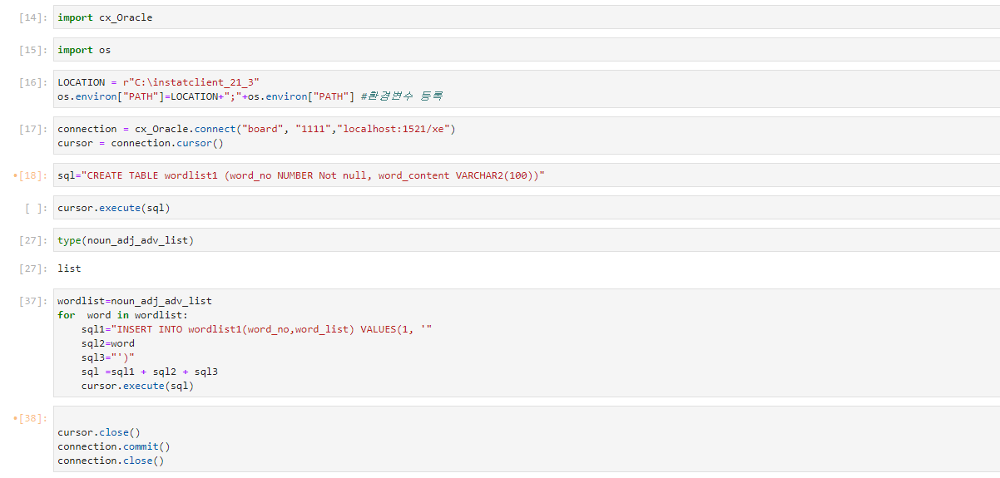 [14]: import cx_Oracle
[15]: import os
[16]: LOCATION = r"C:\instatclient_21_3"
os.environ["PATH"]=LOCATION+";"+os.environ["PATH"] #환경변수 등록
[17]: connection = cx_Oracle.connect("board", "1111","localhost:1521/xe")
cursor = connection.cursor()
•[18]: sql="CREATE TABLE wordlist1 (word_no NUMBER Not null, word_content VARCHAR2(100))"
[ ]: cursor.execute(sql)
[27]: type(noun_adj_adv_list)
[27]: list
[37]: wordlist=noun_adj_adv_list
for  word in wordlist:
    sql1="INSERT INTO wordlist1(word_no,word_list) VALUES(1, '"
    sql2=word
    sql3="')"
    sql =sql1 + sql2 + sql3
    cursor.execute(sql)
•[38]:
cursor.close()
connection.commit()
connection.close()